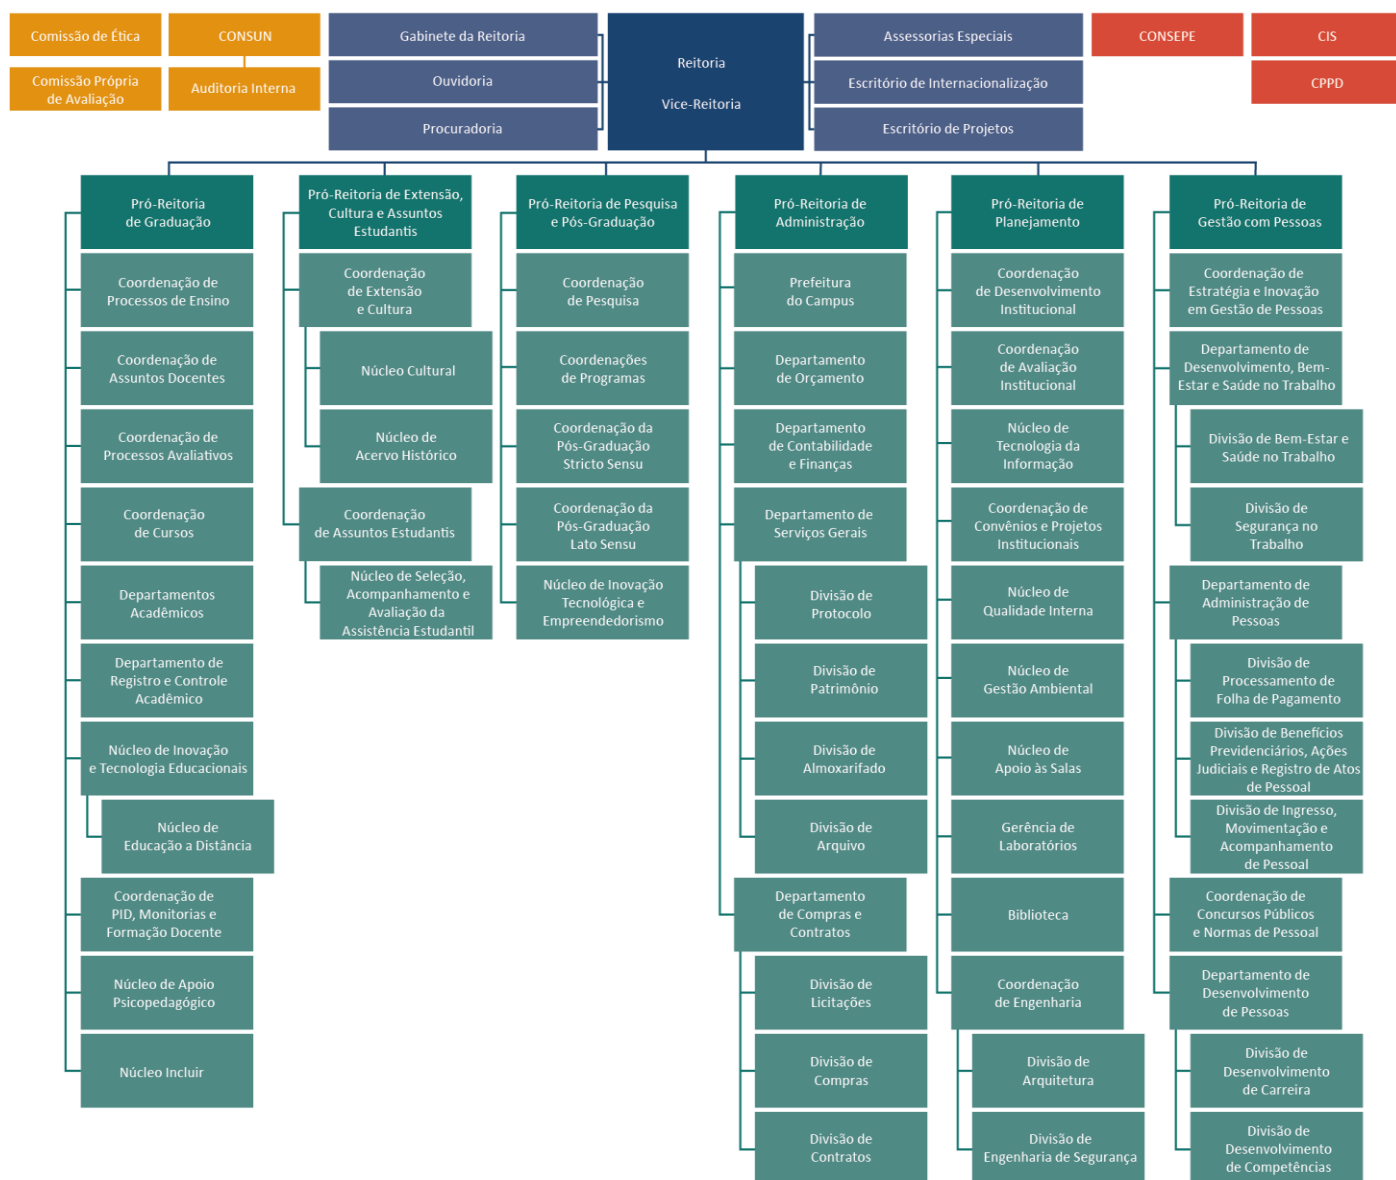 Comissão de Ética
CONSUN
Comissão Própria
de Avaliação
Auditoria Interna
Gabinete da Reitoria
Ouvidoria
Procuradoria
Reitoria
Vice-Reitoria
Assessorias Especiais
Escritório de Internacionalização
Escritório de Projetos
CONSEPE
CIS
CPPD
Pró-Reitoria
de Graduação
Coordenação de
Processos de Ensino
Coordenação de
Assuntos Docentes
Coordenação de
Processos Avaliativos
Coordenação
de Cursos
Departamentos
Acadêmicos
Departamento de
Registro e Controle
Acadêmico
Núcleo de Inovação
e Tecnologia Educacionais
Núcleo de
Educação a Distância
Coordenação de
PID, Monitorias e
Formação Docente
Núcleo de Apoio
Psicopedagógico
Núcleo Incluir
Pró-Reitoria de Extensão,
Cultura e Assuntos
Estudantis
Coordenação
de Extensão
e Cultura
Núcleo Cultural
Núcleo de
Acervo Histórico
Coordenação
de Assuntos Estudantis
Núcleo de Seleção,
Acompanhamento e
Avaliação da
Assistência Estudantil
Pró-Reitoria de Pesquisa
e Pós-Graduação
Coordenação
de Pesquisa
Coordenações
de Programas
Coordenação da
Pós-Graduação
Stricto Sensu
Coordenação da
Pós-Graduação
Lato Sensu
Núcleo de Inovação
Tecnológica e
Empreendedorismo
Pró-Reitoria de
Administração
Prefeitura
do Campus
Departamento
de Orçamento
Departamento
de Contabilidade
e Finanças
Departamento de
Serviços Gerais
Divisão de
Protocolo
Divisão de
Patrimônio
Divisão de
Almoxarifado
Divisão de
Arquivo
Departamento
de Compras e
Contratos
Divisão de
Licitações
Divisão de
Compras
Divisão de
Contratos
Pró-Reitoria de
Planejamento
Coordenação
de Desenvolvimento
Institucional
Coordenação
de Avaliação
Institucional
Núcleo de
Tecnologia da
Informação
Coordenação de
Convênios e Projetos
Institucionais
Núcleo de
Qualidade Interna
Núcleo de
Gestão Ambiental
Núcleo de
Apoio às Salas
Gerência de
Laboratórios
Biblioteca
Coordenação
de Engenharia
Divisão de
Arquitetura
Divisão de
Engenharia de Segurança
Pró-Reitoria de
Gestão com Pessoas
Coordenação de
Estratégia e Inovação
em Gestão de Pessoas
Departamento de
Desenvolvimento, Bem-
Estar e Saúde no Trabalho
Divisão de Bem-Estar e
Saúde no Trabalho
Divisão de
Segurança no
Trabalho
Departamento de
Administração de
Pessoas
Divisão de
Processamento de
Folha de Pagamento
Divisão de Benefícios
Previdenciários, Ações
Judiciais e Registro de Atos
de Pessoal
Divisão de Ingresso,
Movimentação e
Acompanhamento
de Pessoal
Coordenação de
Concursos Públicos
e Normas de Pessoal
Departamento de
Desenvolvimento
de Pessoas
Divisão de
Desenvolvimento
de Carreira
Divisão de
Desenvolvimento
de Competências